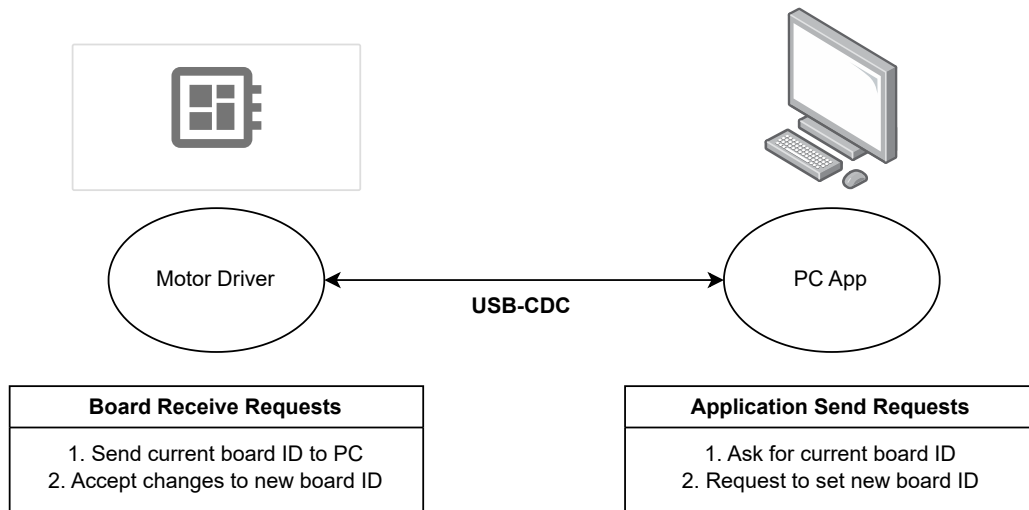 Motor Driver
PC App
USB-CDC
Board Receive Requests
1. Send current board ID to PC
2. Accept changes to new board ID
Application Send Requests
1. Ask for current board ID
2. Request to set new board ID